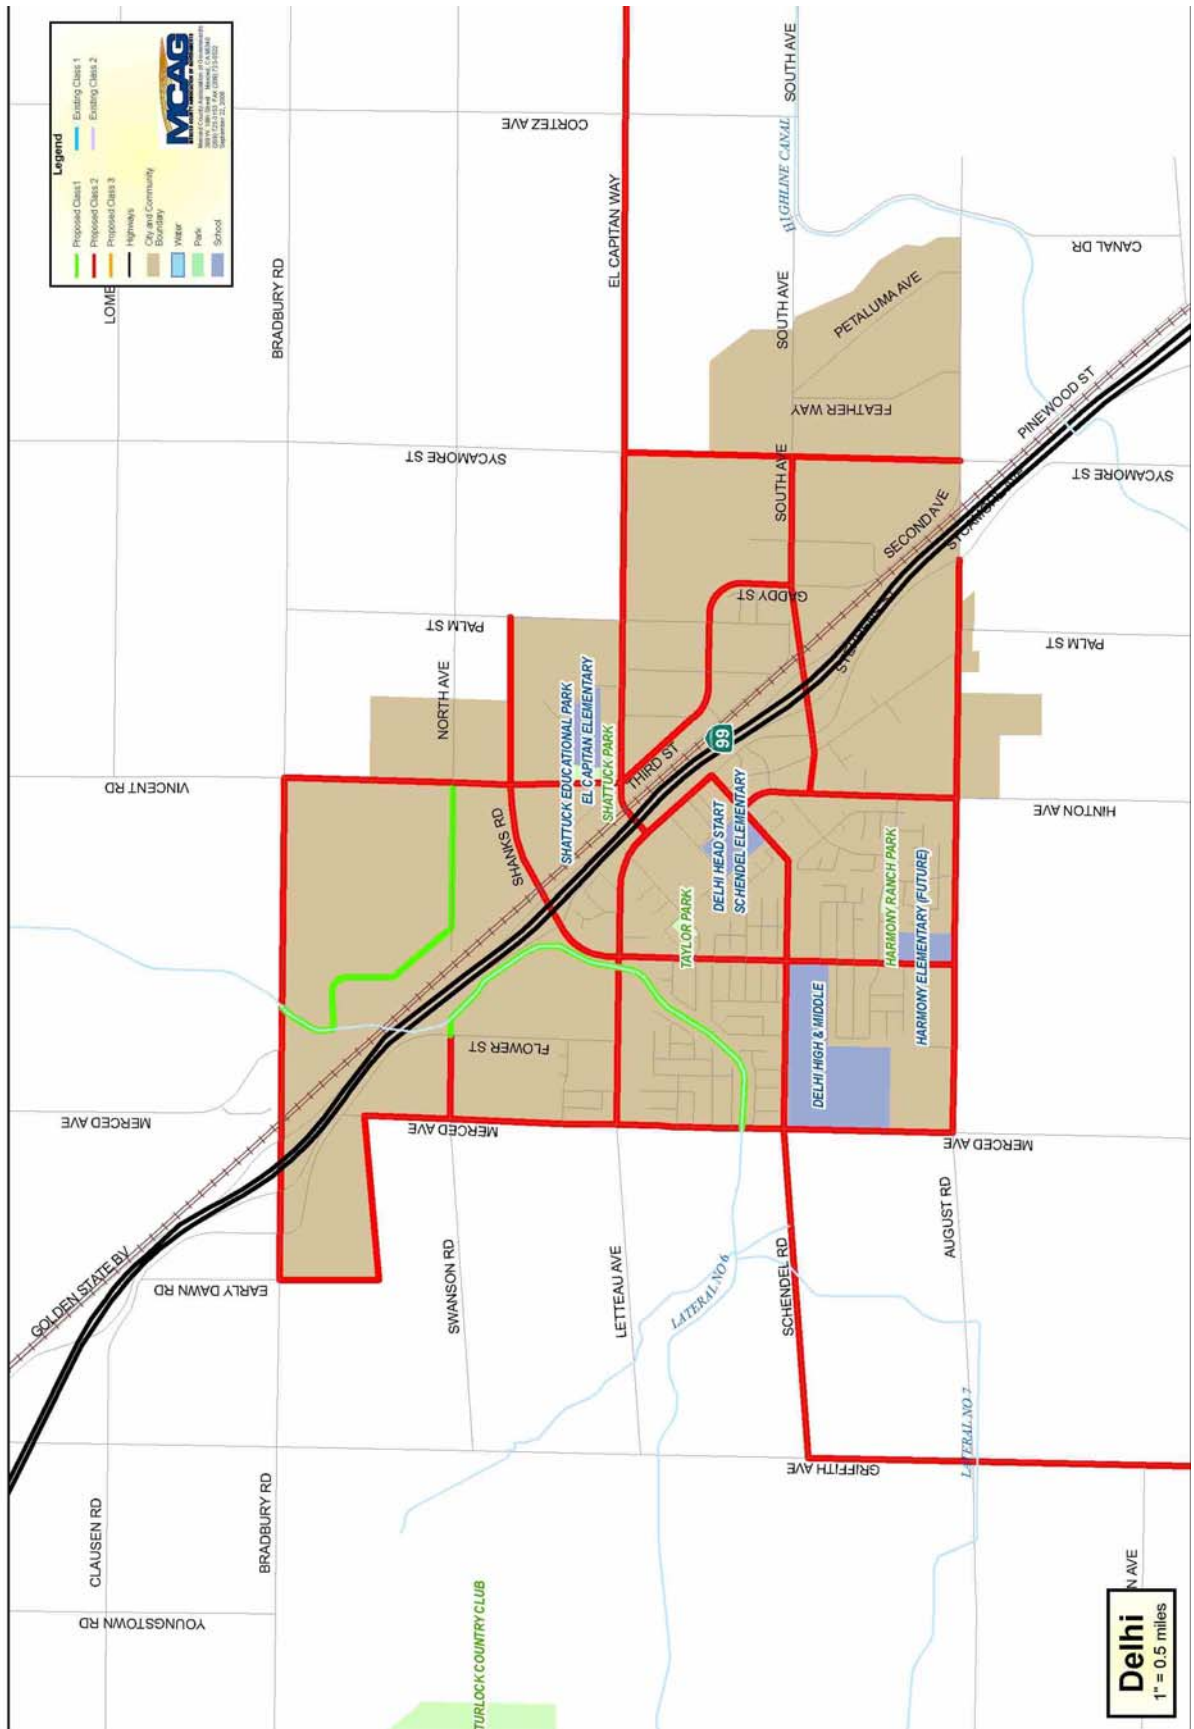 Legend
Proposed Class1
Proposed Class 2
Proposed Class 3
Highways
City and Community
Boundary
Water
Park
School
Existing Class 1
Existing Class 2
MCAG
LOME
BRADBURY RD
CORTEZ AVE
EL CAPITAN WAY
SOUTH AVE
HIGHLINE CANAL
CANAL DR
SOUTH AVE
PETALUMA AVE
FEATHER WAY
PINEWOOD ST
SYCAMORE ST
SYCAMORE ST
SOUTH AVE
SECOND AVE
GADDY ST
PALM ST
PALM ST
NORTH AVE
VINCENT RD
SHATTUCK EDUCATIONAL PARK
EL CAPITAN ELEMENTARY
SHATTUCK PARK
THIRD ST
99
SHANKS RD
DELHI HEAD START
SCHENDEL ELEMENTARY
HINTON AVE
TAYLOR PARK
HARMONY RANCH PARK
HARMONY ELEMENTARY (FUTURE)
DELHI HIGH & MIDDLE
FLOWER ST
MERCED AVE
MERCED AVE
MERCED AVE
GOLDEN STATE BV
EARLY DAWN RD
SWANSON RD
LETTEAU AVE
LATERAL NO 6
SCHENDEL RD
AUGUST RD
LATERAL NO 7
GRIFFITH AVE
CLAUSEN RD
BRADBURY RD
YOUNGSTOWN RD
TURLOCK COUNTRY CLUB
N AVE
Delhi
1" = 0.5 miles